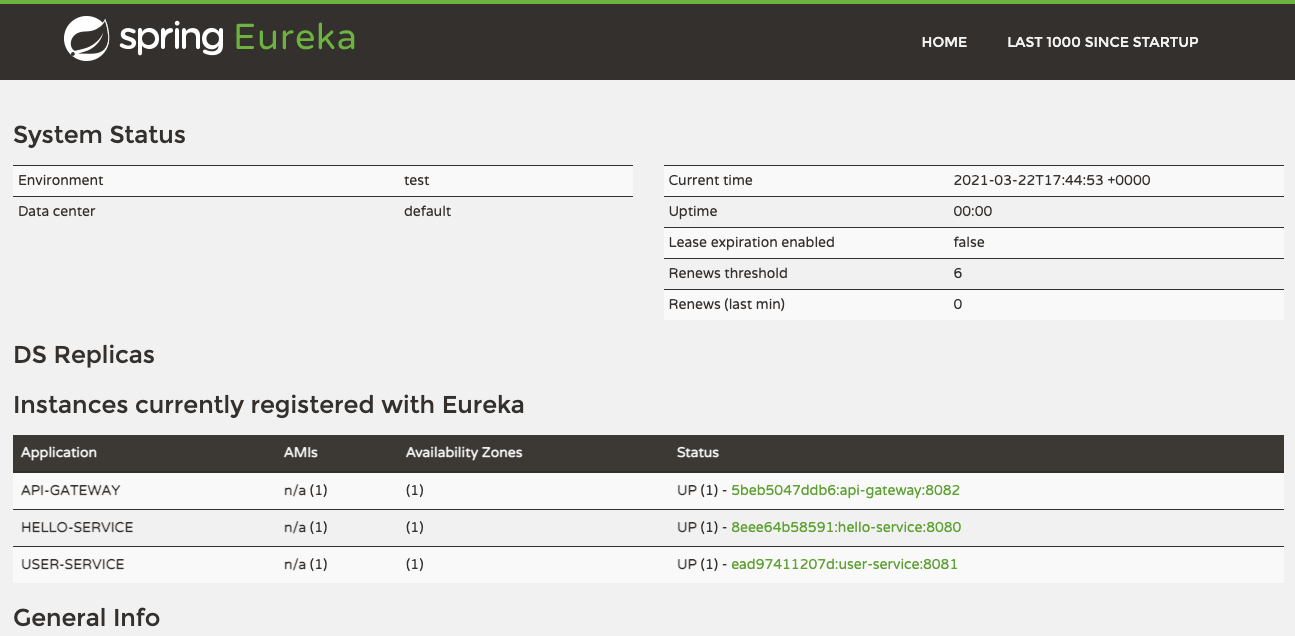 spring Eureka
HOME LAST 1000 SINCE STARTUP
System Status
Environment test
Data center default
Current time 2021-03-22T17:44:53 +0000
Uptime 00:00
Lease expiration enabled false
Renews threshold 6
Renews (last min) 0
DS Replicas
Instances currently registered with Eureka
Application AMIs Availability Zones Status
API-GATEWAY n/a (1) (1) UP (1) - 5beb5047ddb6:api-gateway:8082
HELLO-SERVICE n/a (1) (1) UP (1) - 8eee64b58591:hello-service:8080
USER-SERVICE n/a (1) (1) UP (1) - ead97411207d:user-service:8081
General Info